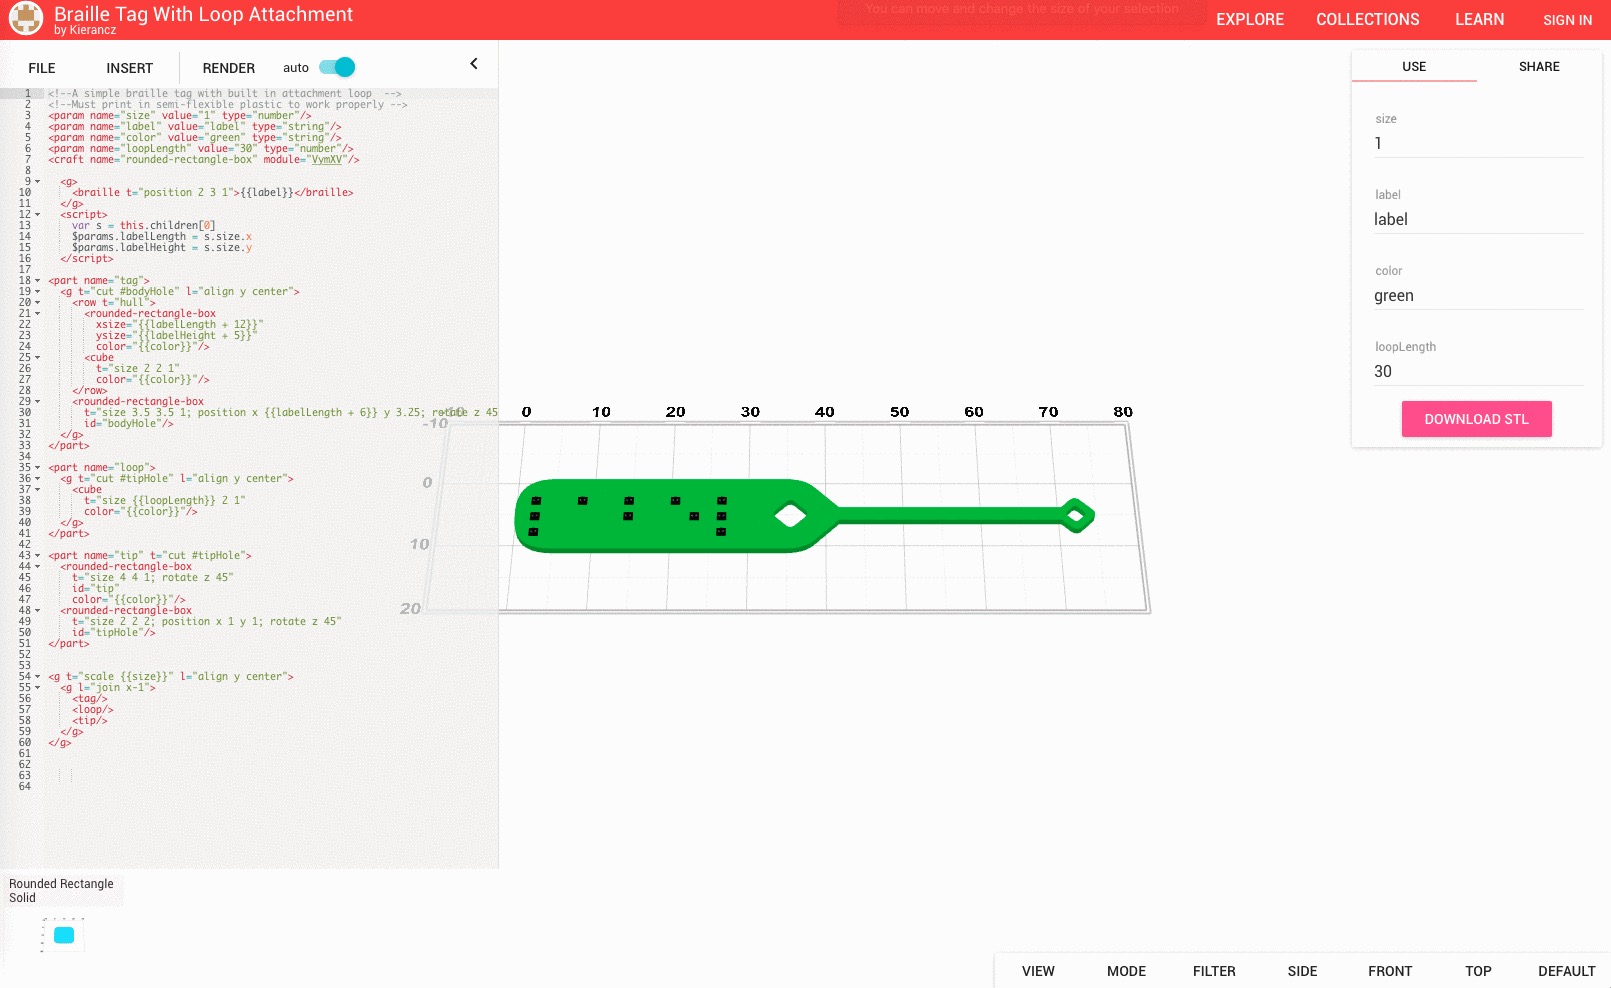 Braille Tag With Loop Attachment
by Kierancz
You can move and change the size of your selection
EXPLORE
COLLECTIONS
LEARN
SIGN IN
FILE
INSERT
RENDER
auto
1 <!--A simple braille tag with built in attachment loop  -->
2 <!--Must print in semi-flexible plastic to work properly -->
3 <param name="size" value="1" type="number"/>
4 <param name="label" value="label" type="string"/>
5 <param name="color" value="green" type="string"/>
6 <param name="loopLength" value="30" type="number"/>
7 <craft name="rounded-rectangle-box" module="VymXV"/>
8
9 <g>
10 <braille t="position 2 3 1">{{label}}</braille>
11 </g>
12 <script>
13 var s = this.children[0]
14 $params.labelLength = s.size.x
15 $params.labelHeight = s.size.y
16 </script>
17
18 <part name="tag">
19 <g t="cut #bodyHole" l="align y center">
20 <row t="hull">
21 <rounded-rectangle-box
22 xsize="{{labelLength + 12}}"
23 ysize="{{labelHeight + 5}}"
24 color="{{color}}"/>
25 <cube
26 t="size 2 2 1"
27 color="{{color}}"/>
28 </row>
29 <rounded-rectangle-box
30 t="size 3.5 3.5 1; position x {{labelLength + 6}} y 3.25; rotate z 45
31 id="bodyHole"/>
32 </g>
33 </part>
34
35 <part name="loop">
36 <g t="cut #tipHole" l="align y center">
37 <cube
38 t="size {{loopLength}} 2 1"
39 color="{{color}}"/>
40 </g>
41 </part>
42
43 <part name="tip" t="cut #tipHole">
44 <rounded-rectangle-box
45 t="size 4 4 1; rotate z 45"
46 id="tip"
47 color="{{color}}"/>
48 <rounded-rectangle-box
49 t="size 2 2 2; position x 1 y 1; rotate z 45"
50 id="tipHole"/>
51 </part>
52
53
54 <g t="scale {{size}}" l="align y center">
55 <g l="join x-1">
56 <tag/>
57 <loop/>
58 <tip/>
59 </g>
60 </g>
61
62
63
64
-10 0 10 20 30 40 50 60 70 80
-10
0
10
20
USE
SHARE
size
1
label
label
color
green
loopLength
30
DOWNLOAD STL
Rounded Rectangle
Solid
VIEW
MODE
FILTER
SIDE
FRONT
TOP
DEFAULT